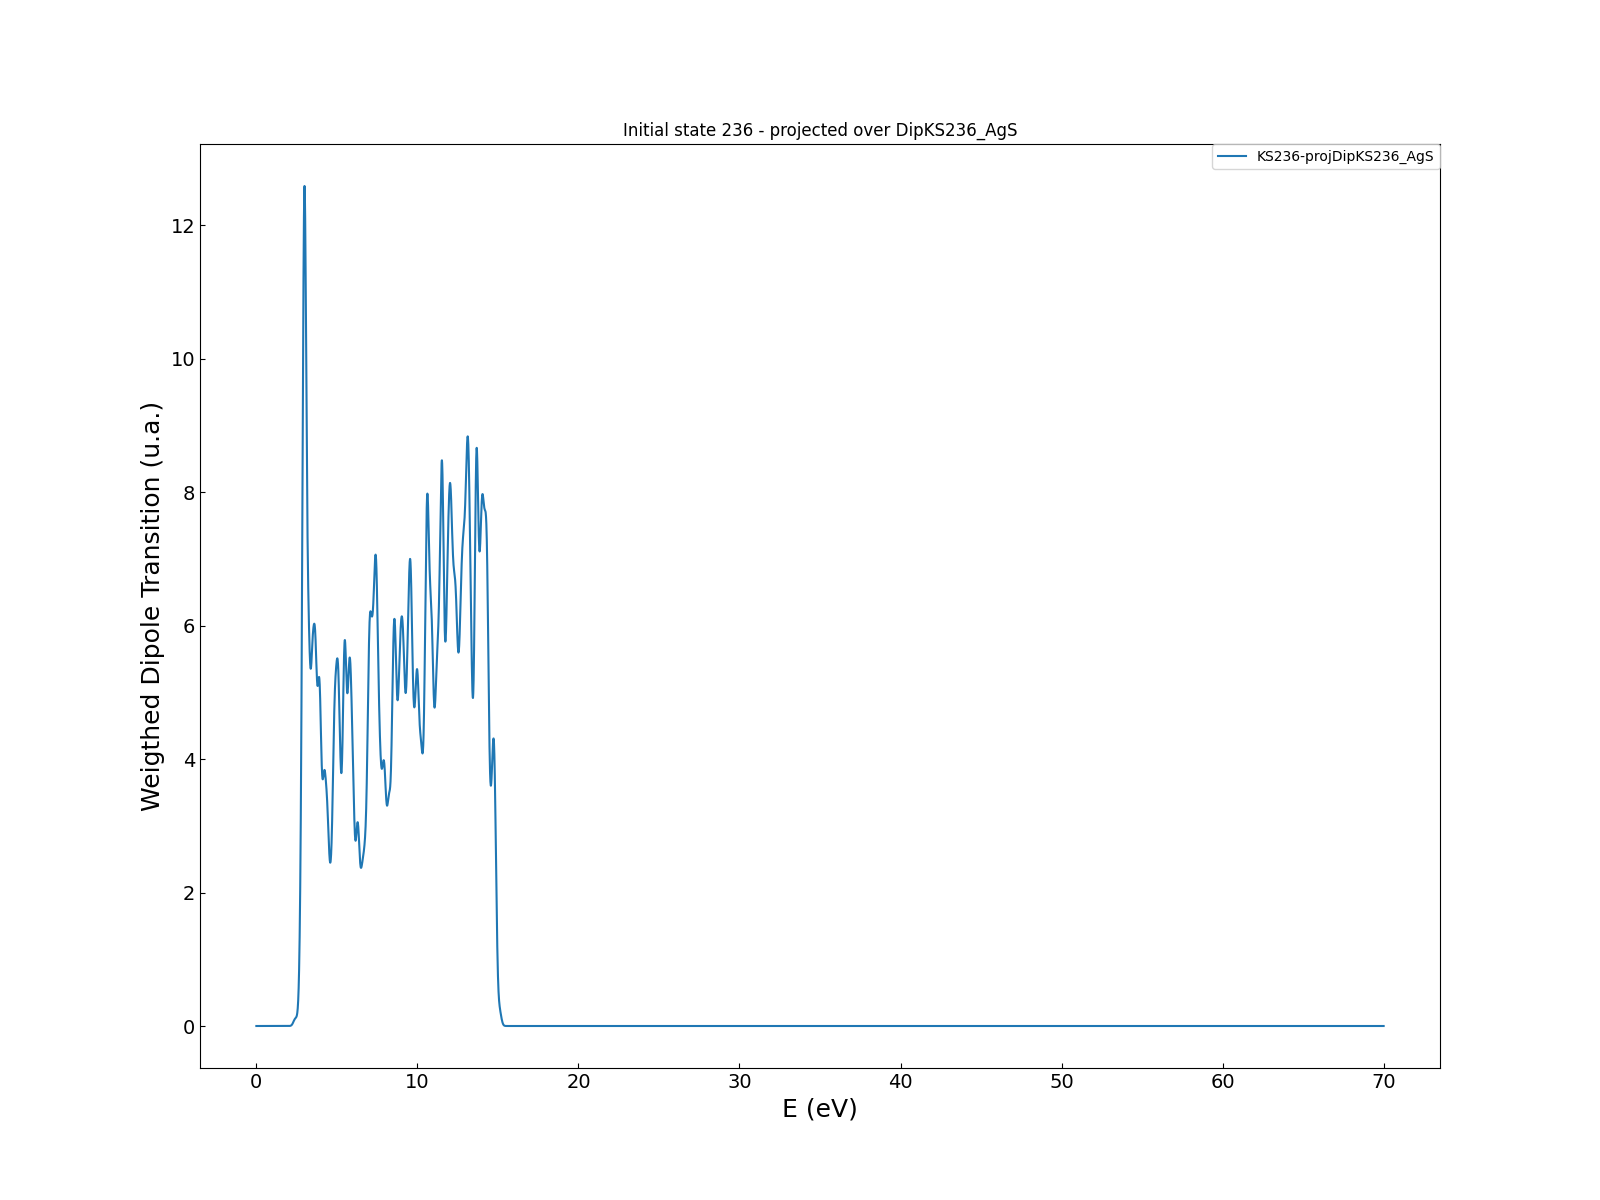 Initial state 236 - projected over DipKS236_AgS
KS236-projDipKS236_AgS
12
10
8
6
4
2
0
Weigthed Dipole Transition (u.a.)
0 10 20 30 40 50 60 70
E (eV)